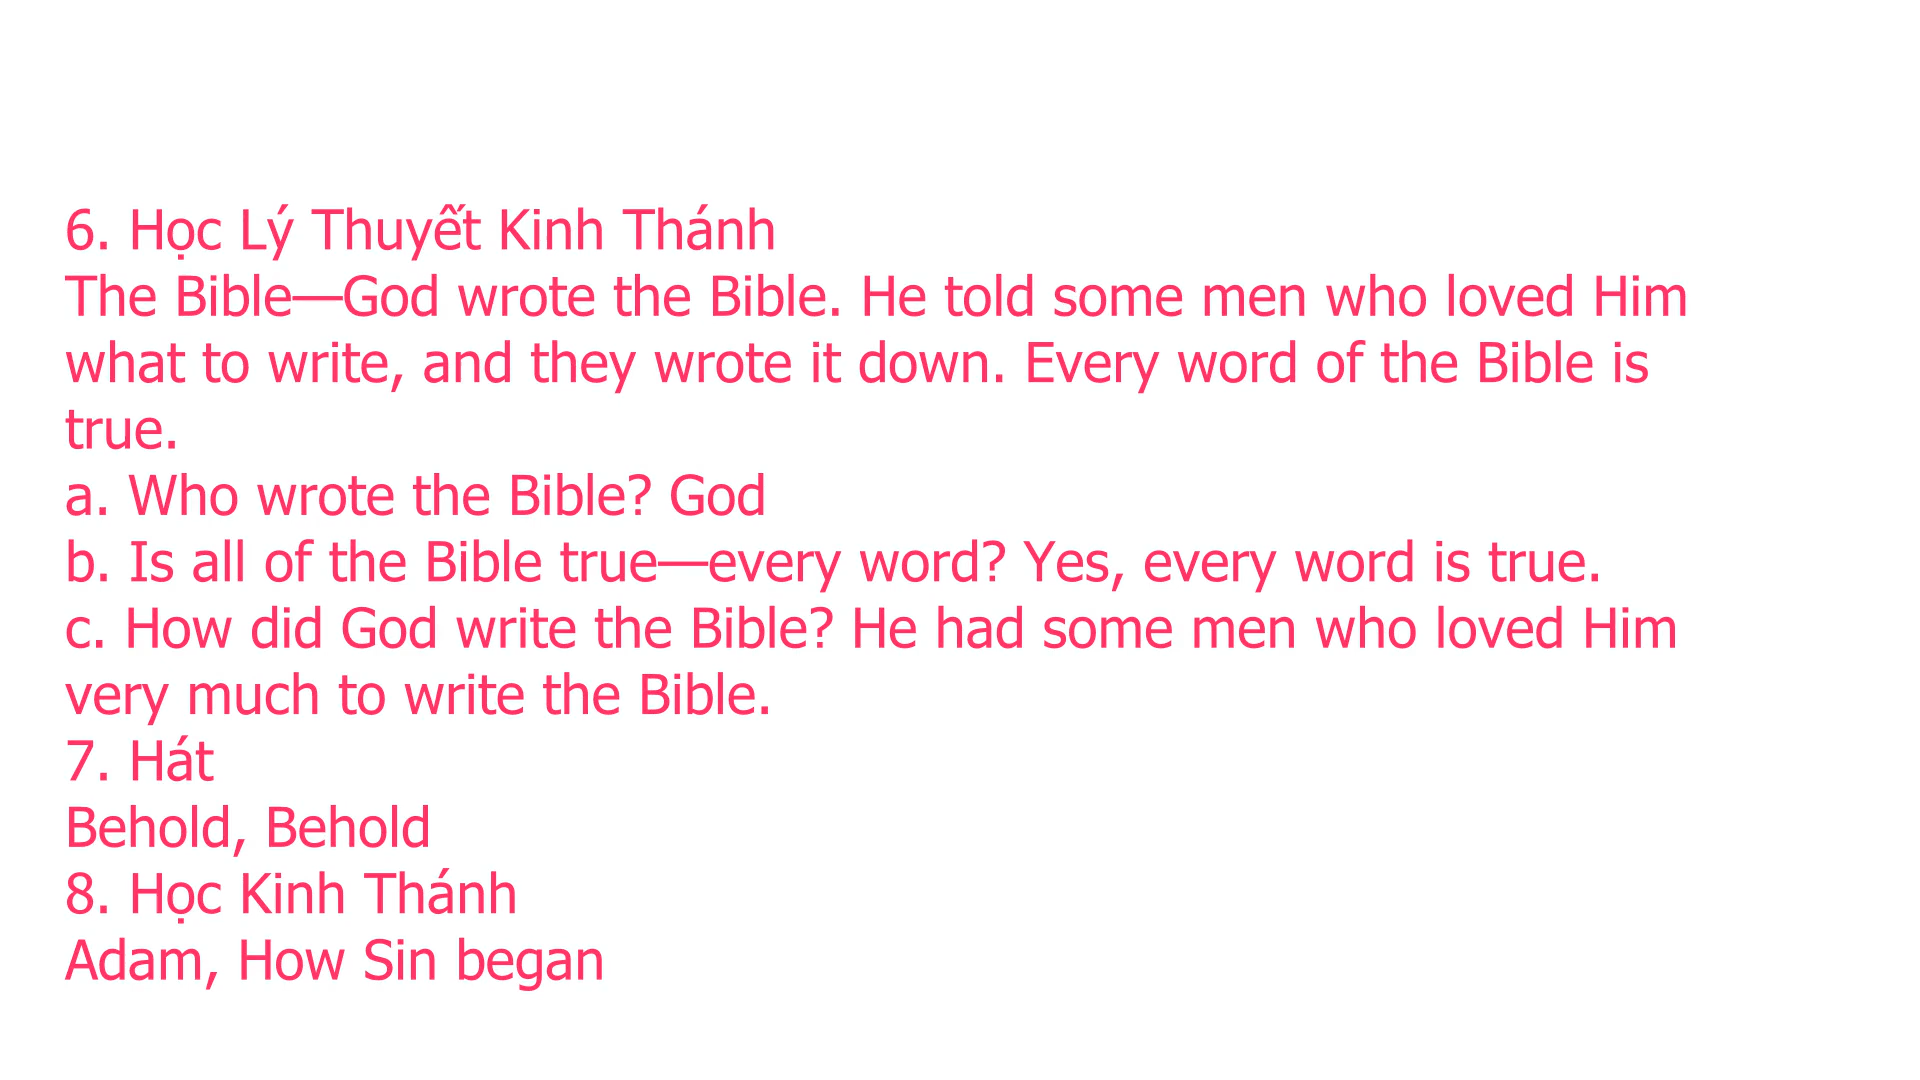 6. Học Lý Thuyết Kinh Thánh
The Bible—God wrote the Bible. He told some men who loved Him
what to write, and they wrote it down. Every word of the Bible is
true.
a. Who wrote the Bible? God
b. Is all of the Bible true—every word? Yes, every word is true.
c. How did God write the Bible? He had some men who loved Him
very much to write the Bible.
7. Hát
Behold, Behold
8. Học Kinh Thánh
Adam, How Sin began